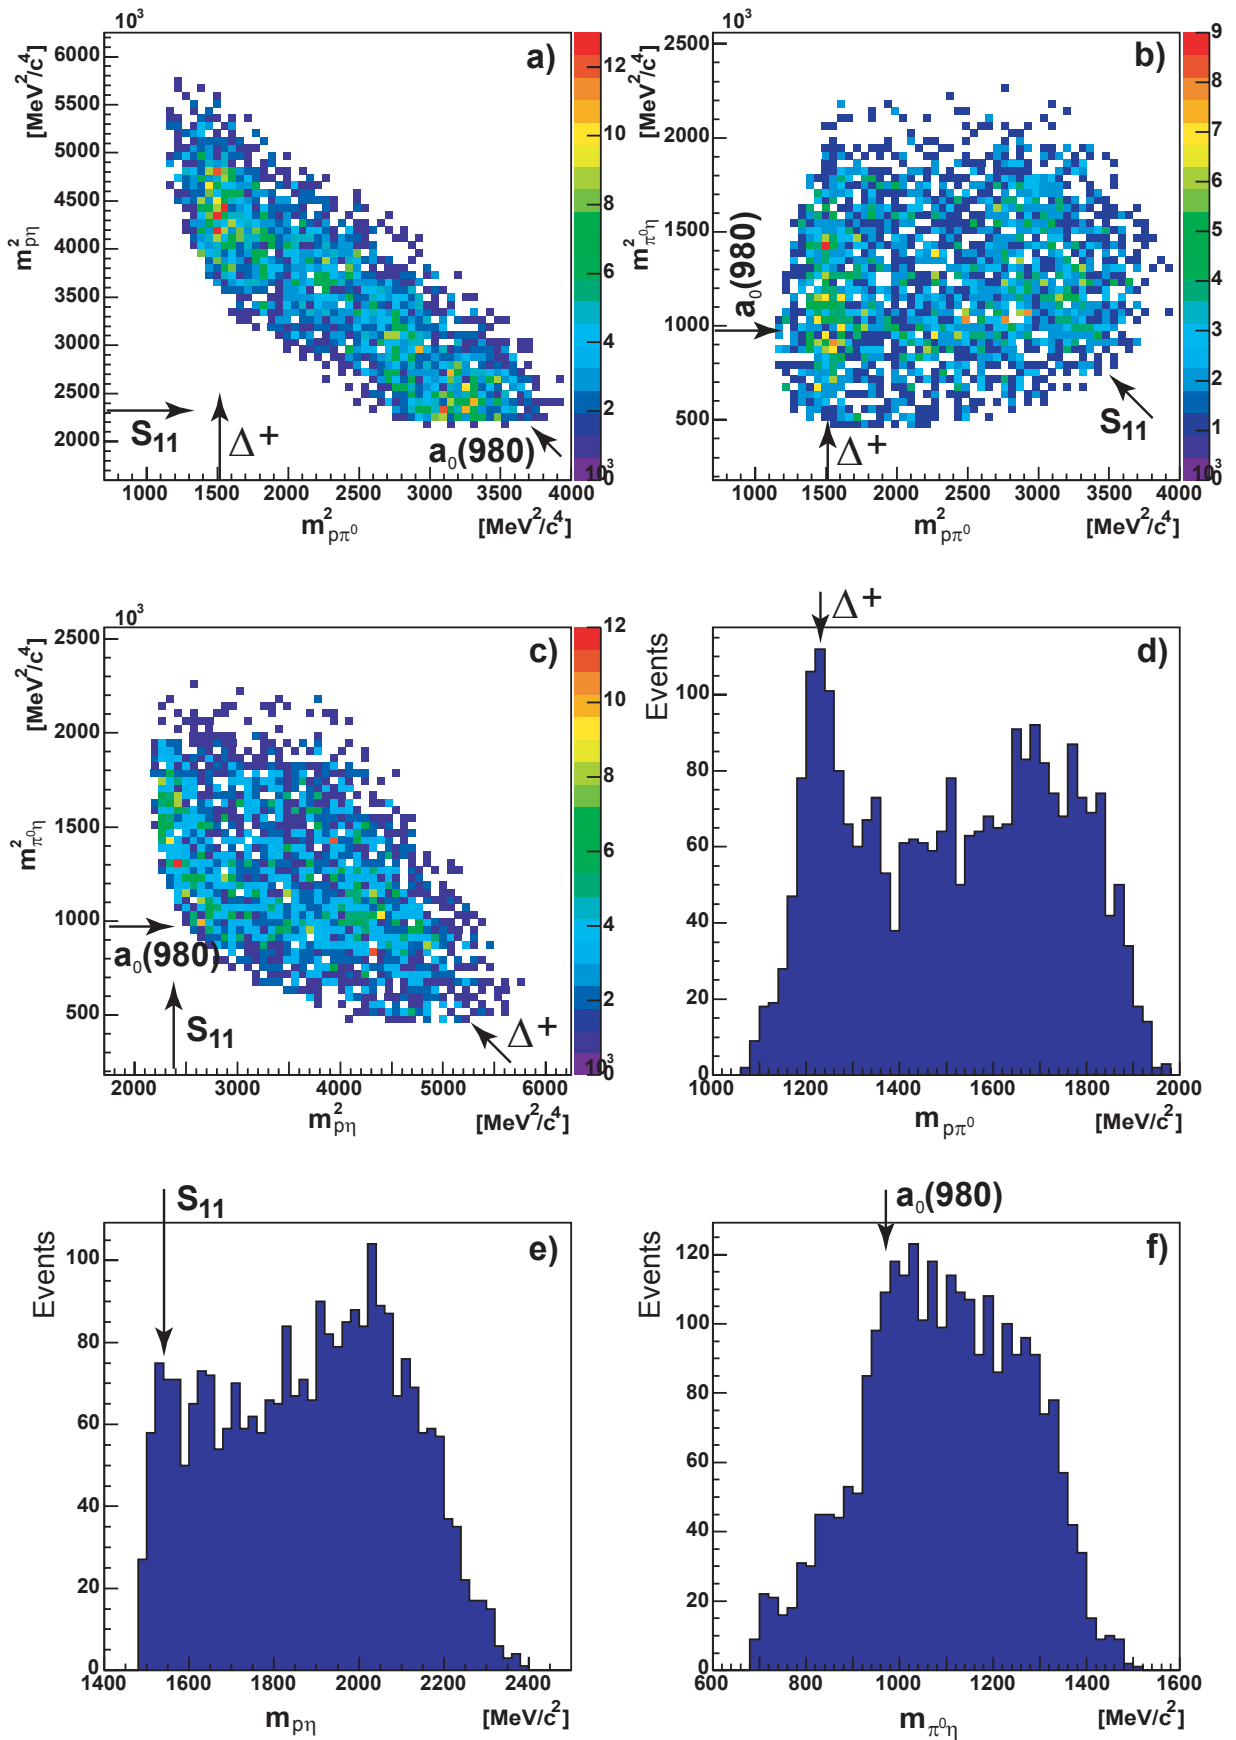 10³
[MeV²/c⁴]
m²pη
6000
5500
5000
4500
4000
3500
3000
2500
2000
a)
S₁₁
Δ⁺
a₀(980)
12
10
8
6
4
2
10³
0
1000 1500 2000 2500 3000 3500 4000
m²pπ⁰ [MeV²/c⁴]
10³
[MeV²/c⁴]
m²π⁰η
2500
2000
1500
1000
500
b)
a₀(980)
Δ⁺
S₁₁
9
8
7
6
5
4
3
2
1
10³
0
1000 1500 2000 2500 3000 3500 4000
m²pπ⁰ [MeV²/c⁴]
10³
[MeV²/c⁴]
m²π⁰η
2500
2000
1500
1000
500
c)
a₀(980)
S₁₁
Δ⁺
12
10
8
6
4
2
10³
0
2000 3000 4000 5000 6000
m²pη [MeV²/c⁴]
Δ⁺
Events
d)
100
80
60
40
20
0
1000 1200 1400 1600 1800 2000
mpπ⁰ [MeV/c²]
S₁₁
Events
e)
100
80
60
40
20
0
1400 1600 1800 2000 2200 2400
mpη [MeV/c²]
a₀(980)
Events
f)
120
100
80
60
40
20
0
600 800 1000 1200 1400 1600
mπ⁰η [MeV/c²]